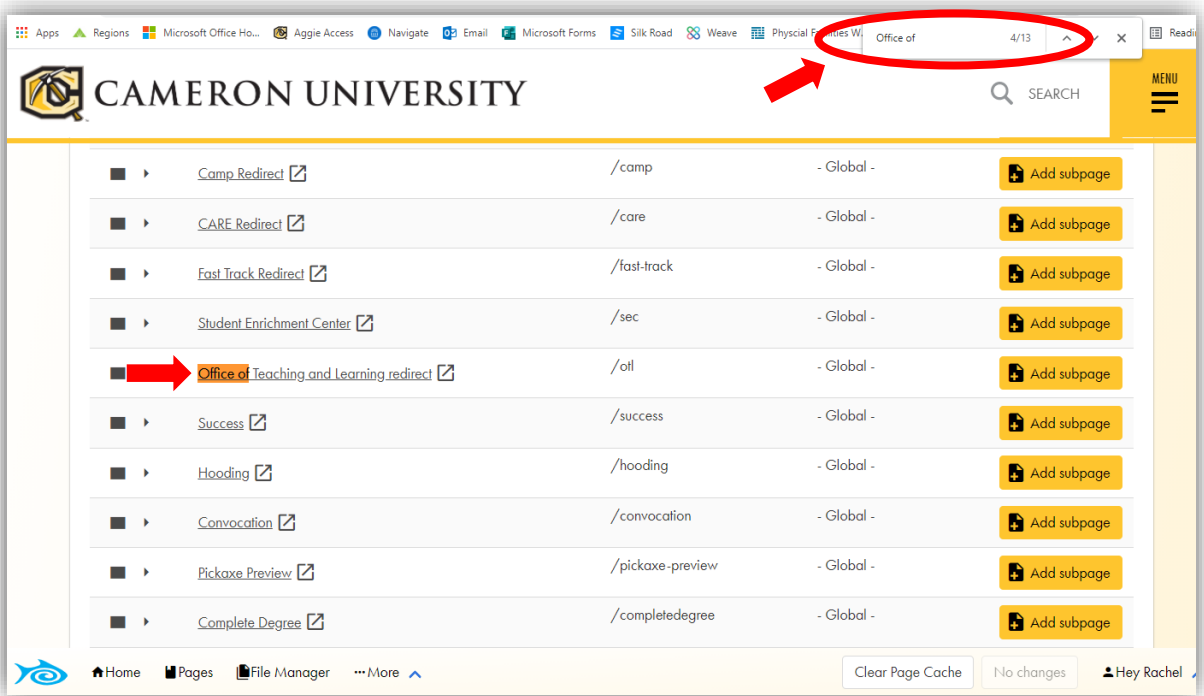 Apps Regions Microsoft Office Ho... Aggie Access Navigate Email Microsoft Forms Silk Road Weave Physcial Facilities W. Office of 4/13
CAMERON UNIVERSITY SEARCH MENU
Camp Redirect /camp - Global - Add subpage
CARE Redirect /care - Global - Add subpage
Fast Track Redirect /fast-track - Global - Add subpage
Student Enrichment Center /sec - Global - Add subpage
Office of Teaching and Learning redirect /otl - Global - Add subpage
Success /success - Global - Add subpage
Hooding /hooding - Global - Add subpage
Convocation /convocation - Global - Add subpage
Pickaxe Preview /pickaxe-preview - Global - Add subpage
Complete Degree /completedegree - Global - Add subpage
Home Pages File Manager ··· More Clear Page Cache No changes Hey Rachel